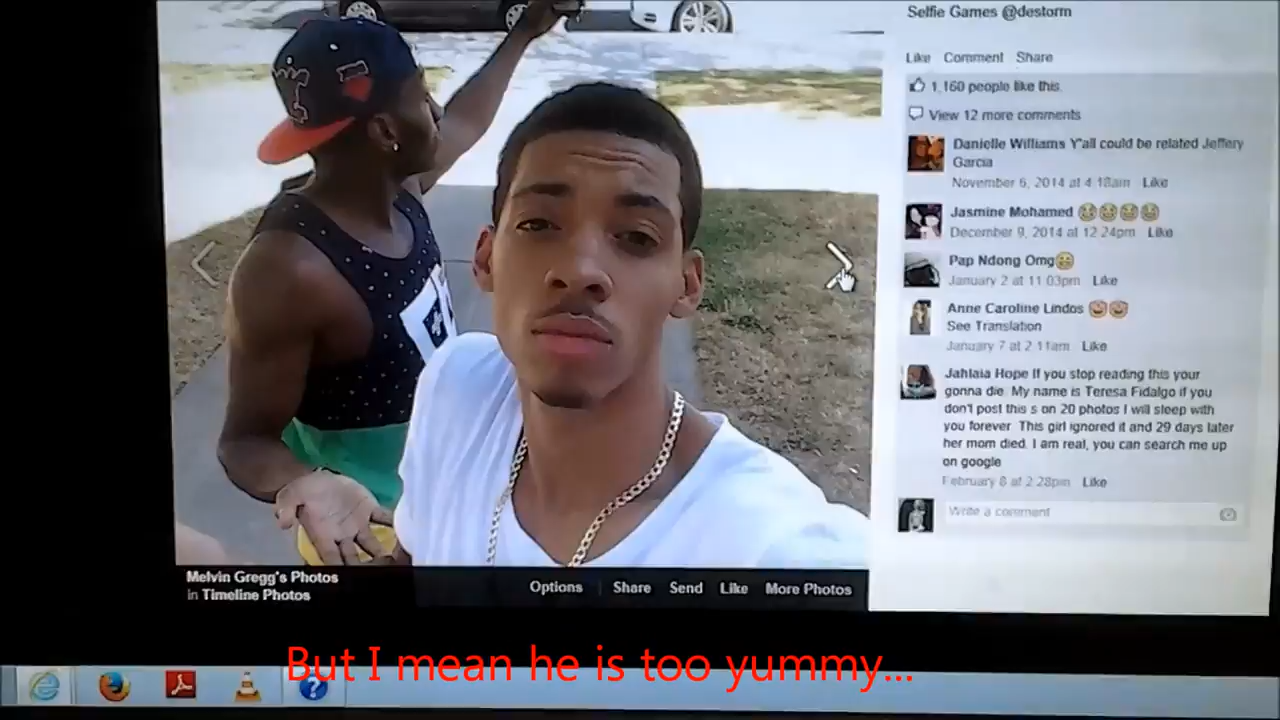 Selfie Games @destorm
Like Comment Share
1,160 people like this.
View 12 more comments
Danielle Williams Y'all could be related Jeffery
Garcia
November 6, 2014 at 4:18am Like
Jasmine Mohamed
December 9, 2014 at 12:24pm Like
Pap Ndong Omg
January 2 at 11:03pm Like
Anne Caroline Lindos
See Translation
January 7 at 2:11am Like
Jahlaia Hope If you stop reading this your
gonna die. My name is Teresa Fidalgo if you
don't post this s on 20 photos I will sleep with
you forever. This girl ignored it and 29 days later
her mom died. I am real, you can search me up
on google
February 8 at 2:28pm Like
Write a comment
Melvin Gregg's Photos
in Timeline Photos
Options Share Send Like More Photos
But I mean he is too yummy...